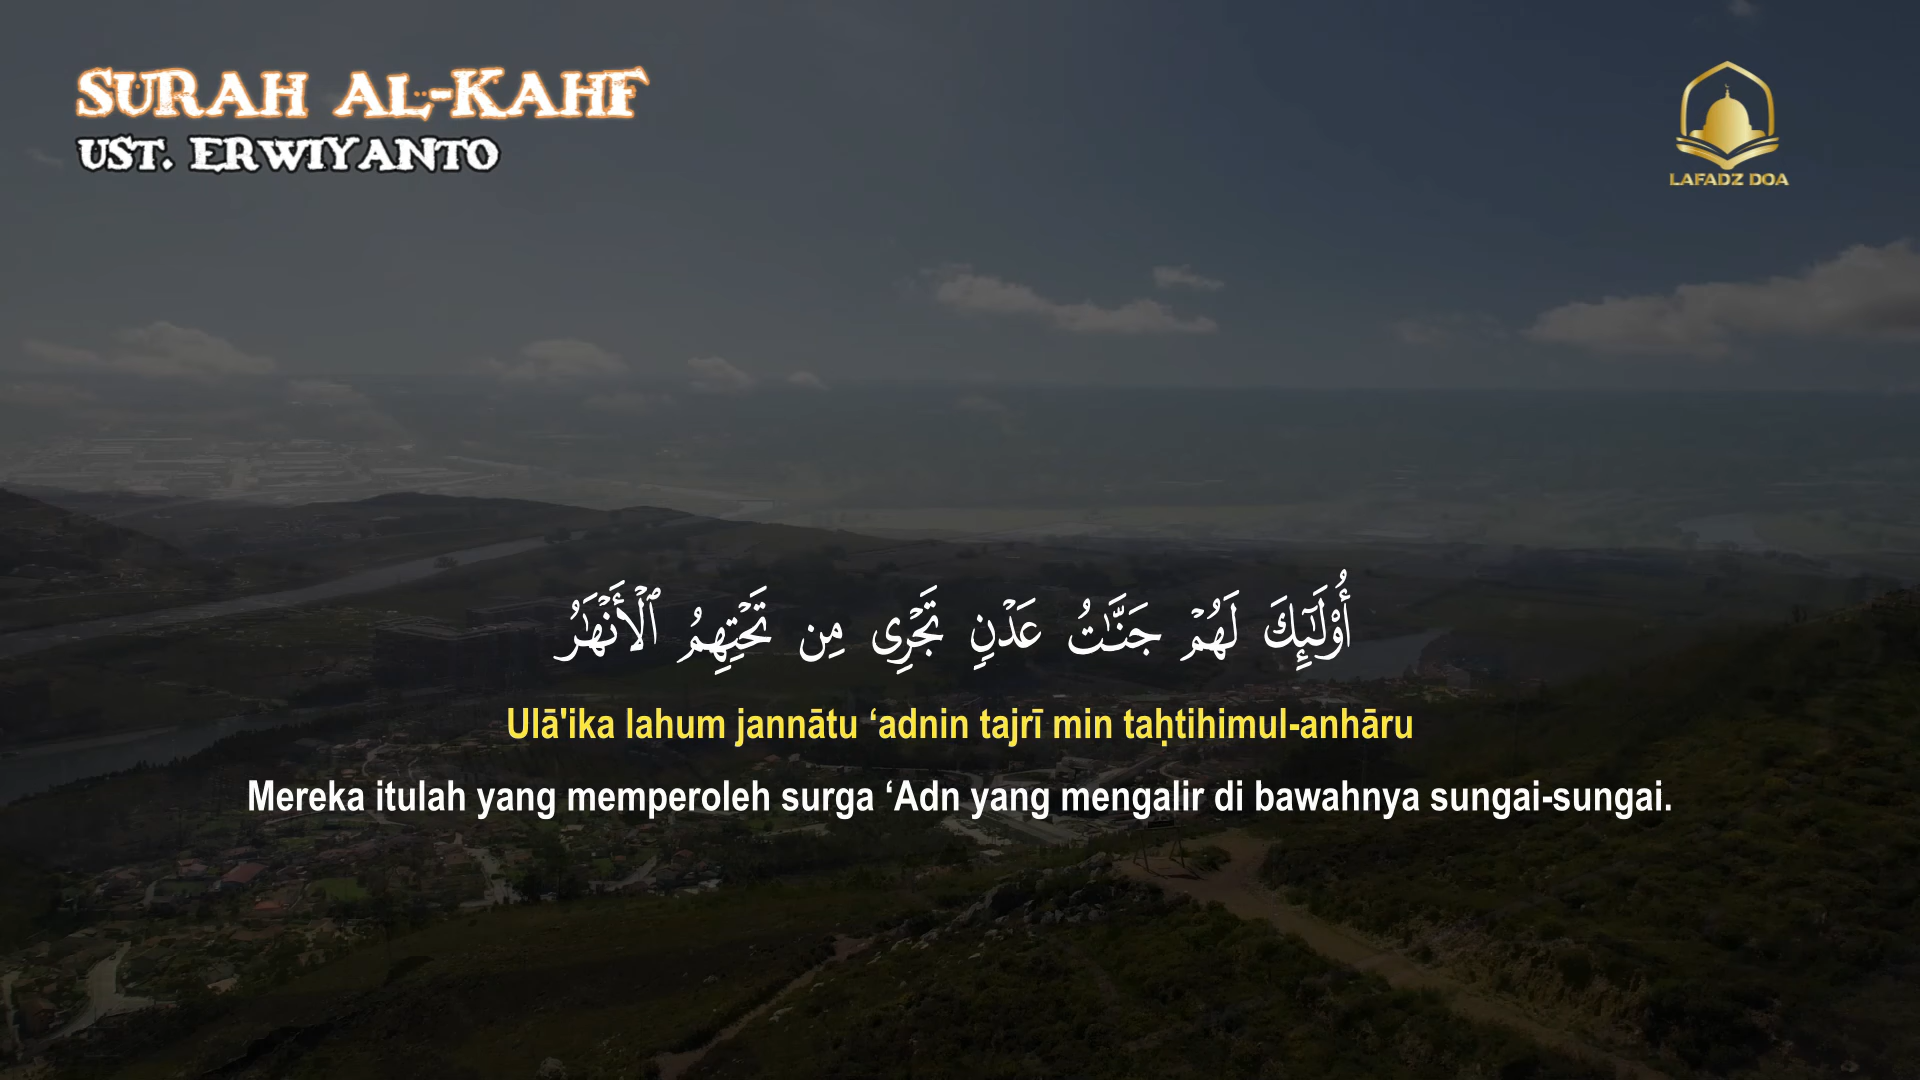 SURAH AL-KAHF
UST. ERWIYANTO
LAFADZ DOA
أُو۟لَـٰٓئِكَ لَهُمْ جَنَّـٰتُ عَدْنٍ تَجْرِى مِن تَحْتِهِمُ ٱلْأَنْهَـٰرُ
Ulā'ika lahum jannātu ‘adnin tajrī min taḥtihimul-anhāru
Mereka itulah yang memperoleh surga ‘Adn yang mengalir di bawahnya sungai-sungai.